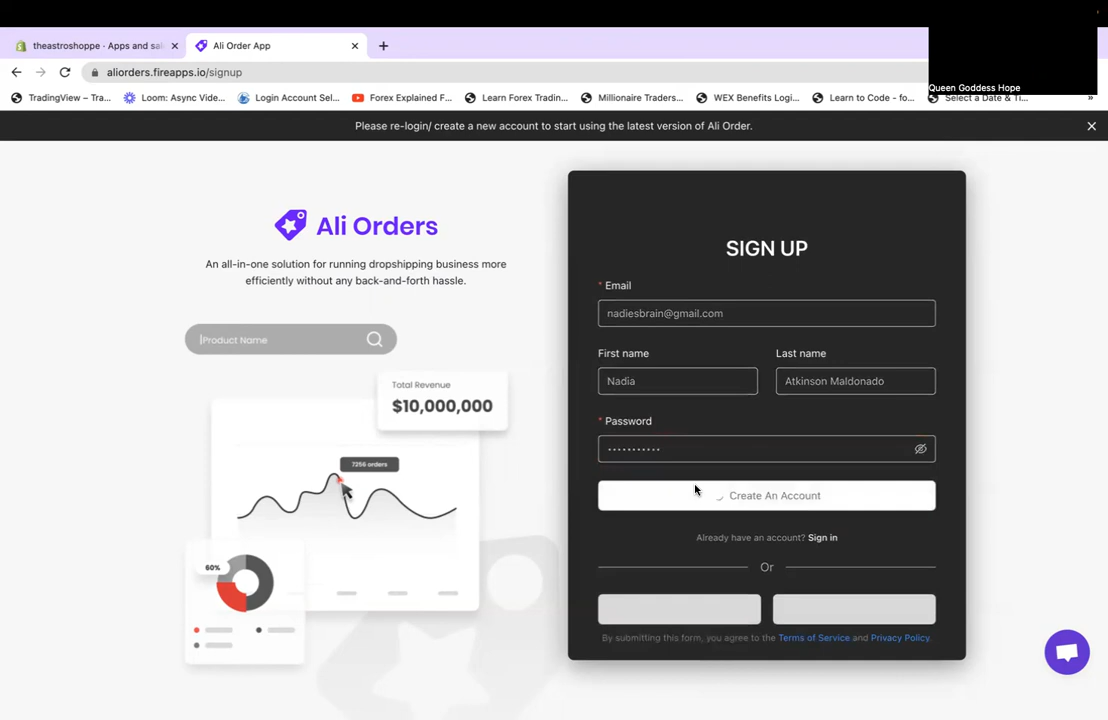 theastroshoppe · Apps and sal
Ali Order App
aliorders.fireapps.io/signup
Queen Goddess Hope
TradingView – Tra...
Loom: Async Vide...
Login Account Sel...
Forex Explained F...
Learn Forex Tradin...
Millionaire Traders...
WEX Benefits Logi...
Learn to Code - fo...
Select a Date & Ti...
»
Please re-login/ create a new account to start using the latest version of Ali Order.
Ali Orders
An all-in-one solution for running dropshipping business more
efficiently without any back-and-forth hassle.
Product Name
Total Revenue
$10,000,000
7256 orders
60%
SIGN UP
* Email
nadiesbrain@gmail.com
First name
Last name
Nadia
Atkinson Maldonado
* Password
•••••••••••
Create An Account
Already have an account? Sign in
Or
By submitting this form, you agree to the Terms of Service and Privacy Policy.